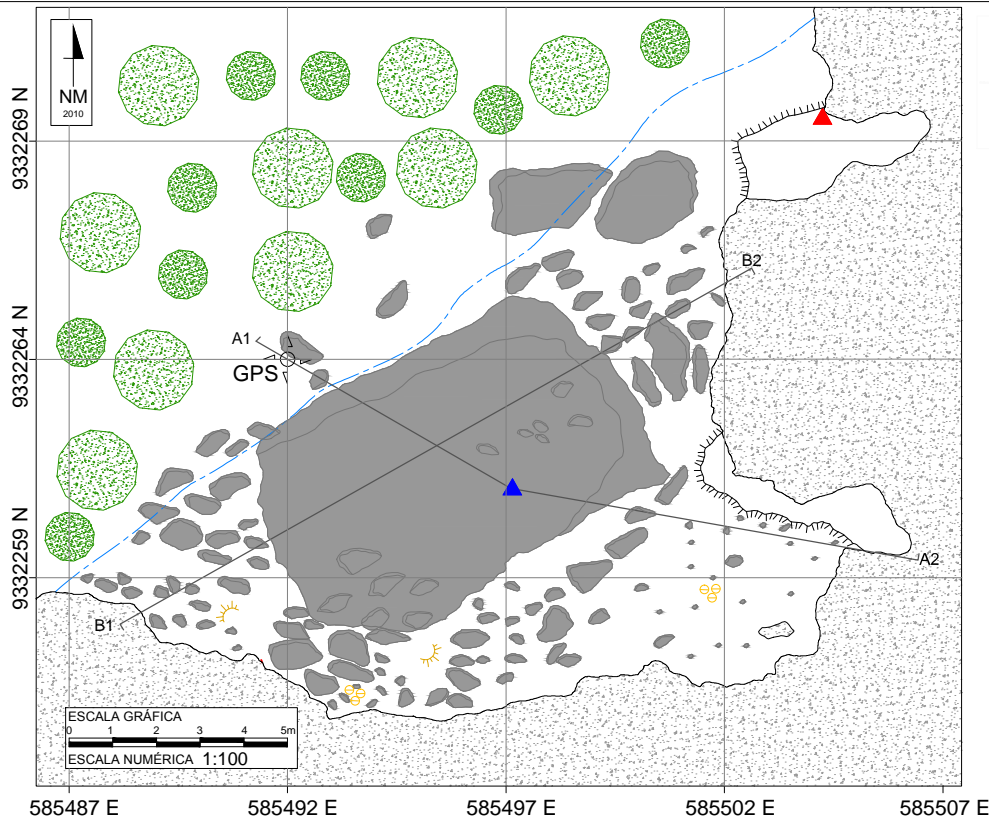 NM
2010
9332269 N
B2
A1
9332264 N
GPS
9332259 N
A2
B1
ESCALA GRÁFICA
0 1 2 3 4 5m
ESCALA NUMÉRICA 1:100
585487 E 585492 E 585497 E 585502 E 585507 E